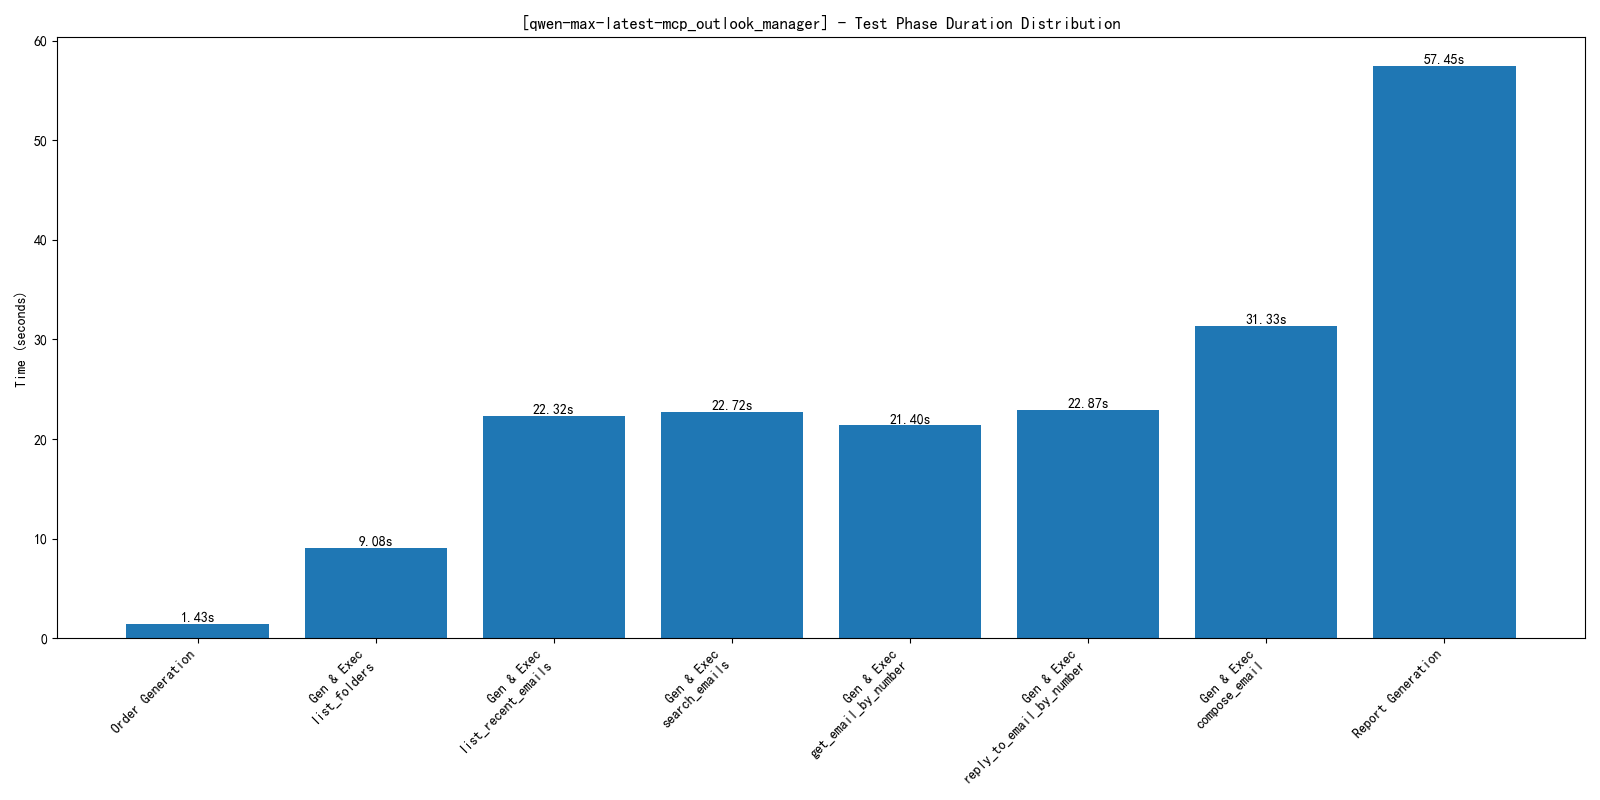 [qwen-max-latest-mcp_outlook_manager] - Test Phase Duration Distribution
Time (seconds)
60
50
40
30
20
10
0
1.43s
9.08s
22.32s
22.72s
21.40s
22.87s
31.33s
57.45s
Order Generation
Gen & Exec
list_folders
Gen & Exec
list_recent_emails
Gen & Exec
search_emails
Gen & Exec
get_email_by_number
Gen & Exec
reply_to_email_by_number
Gen & Exec
compose_email
Report Generation